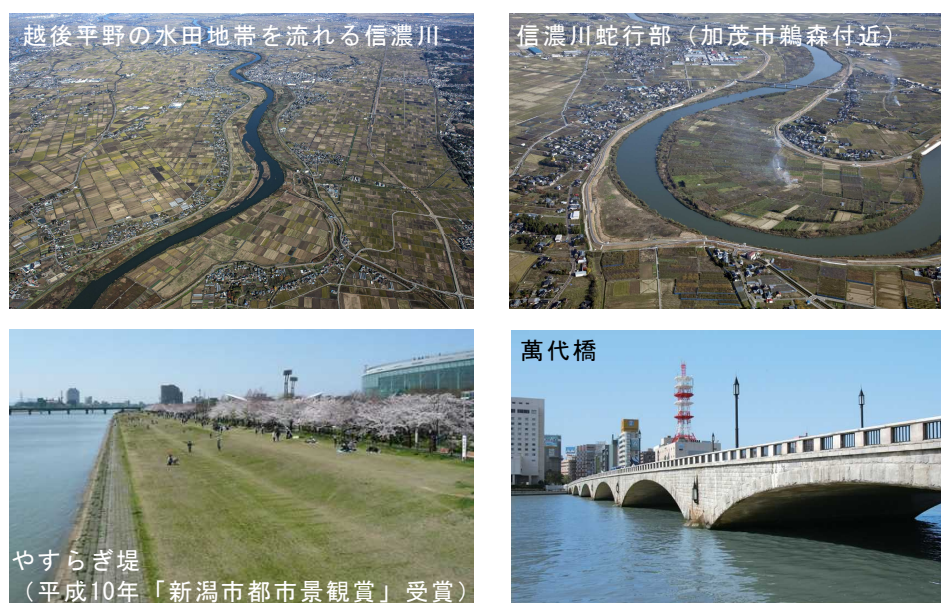 越後平野の水田地帯を流れる信濃川
信濃川蛇行部（加茂市鵜森付近）
やすらぎ堤
（平成10年「新潟市都市景観賞」受賞）
萬代橋